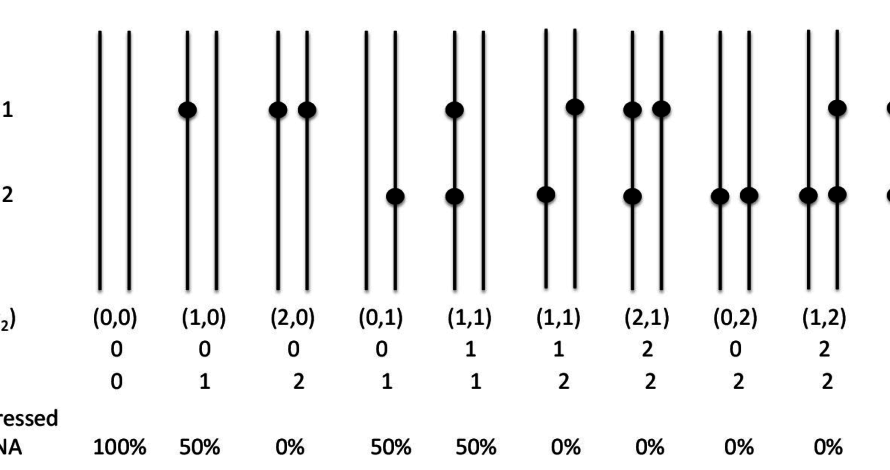 1
2
₂) (0,0) (1,0) (2,0) (0,1) (1,1) (1,1) (2,1) (0,2) (1,2)
0 0 0 0 1 1 2 0 2
0 1 2 1 1 2 2 2 2
ressed
NA 100% 50% 0% 50% 50% 0% 0% 0% 0%